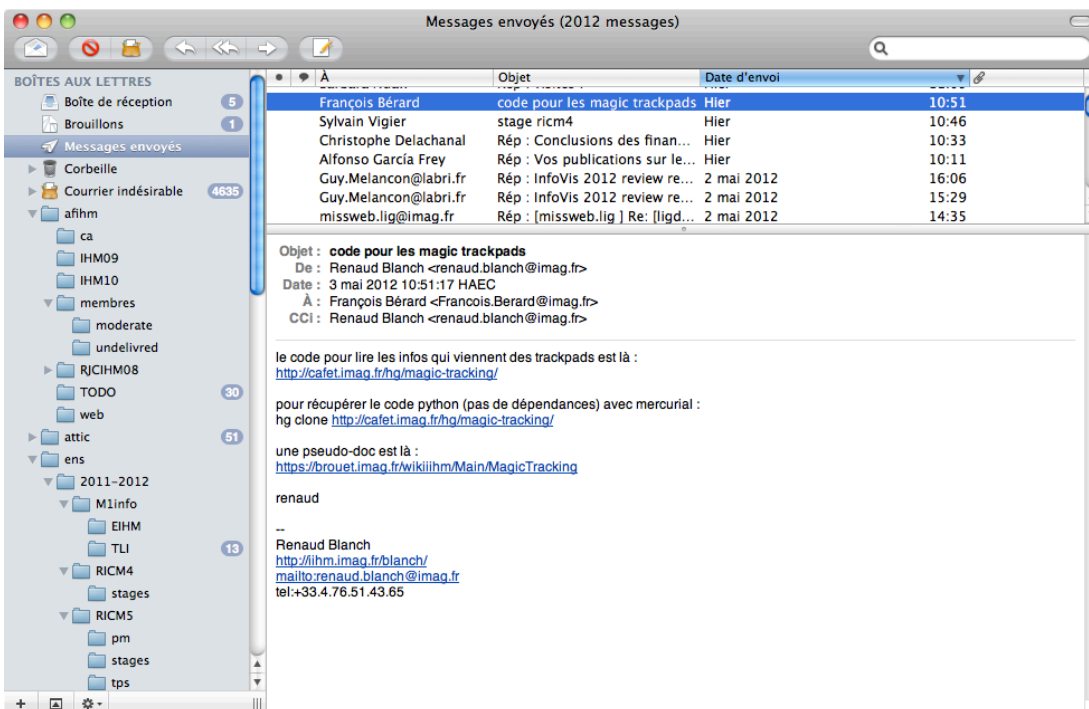 Messages envoyés (2012 messages)
BOÎTES AUX LETTRES
Boîte de réception 5
Brouillons 1
Messages envoyés
Corbeille
Courrier indésirable 4635
afihm
ca
IHM09
IHM10
membres
moderate
undelivred
RJCIHM08
TODO 30
web
attic 51
ens
2011-2012
M1info
EIHM
TLI 13
RICM4
stages
RICM5
pm
stages
tps
À Objet Date d'envoi
François Bérard code pour les magic trackpads Hier 10:51
Sylvain Vigier stage ricm4 Hier 10:46
Christophe Delachanal Rép : Conclusions des finan... Hier 10:33
Alfonso García Frey Rép : Vos publications sur le... Hier 10:11
Guy.Melancon@labri.fr Rép : InfoVis 2012 review re... 2 mai 2012 16:06
Guy.Melancon@labri.fr Rép : InfoVis 2012 review re... 2 mai 2012 15:29
missweb.lig@imag.fr Rép : [missweb.lig ] Re: [ligd... 2 mai 2012 14:35
Objet : code pour les magic trackpads
De : Renaud Blanch <renaud.blanch@imag.fr>
Date : 3 mai 2012 10:51:17 HAEC
À : François Bérard <Francois.Berard@imag.fr>
CCi : Renaud Blanch <renaud.blanch@imag.fr>
le code pour lire les infos qui viennent des trackpads est là :
http://cafet.imag.fr/hg/magic-tracking/
pour récupérer le code python (pas de dépendances) avec mercurial :
hg clone http://cafet.imag.fr/hg/magic-tracking/
une pseudo-doc est là :
https://brouet.imag.fr/wikiiihm/Main/MagicTracking
renaud
--
Renaud Blanch
http://iihm.imag.fr/blanch/
mailto:renaud.blanch@imag.fr
tel:+33.4.76.51.43.65